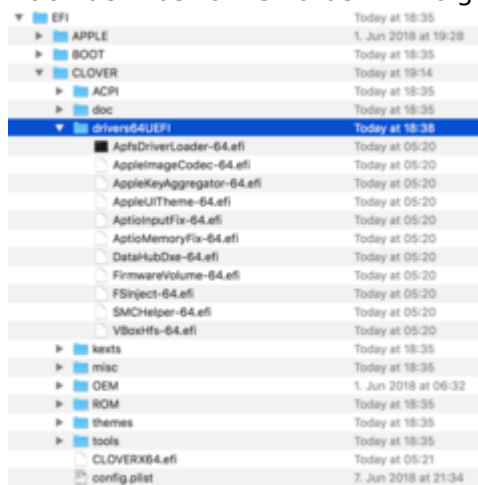 EFI Today at 18:35
APPLE 1. Jun 2018 at 19:28
BOOT Today at 18:35
CLOVER Today at 19:14
ACPI Today at 18:35
doc Today at 18:35
drivers64UEFI Today at 18:38
ApfsDriverLoader-64.efi Today at 05:20
AppleImageCodec-64.efi Today at 05:20
AppleKeyAggregator-64.efi Today at 05:20
AppleUITheme-64.efi Today at 05:20
AptioInputFix-64.efi Today at 05:20
AptioMemoryFix-64.efi Today at 05:20
DataHubDxe-64.efi Today at 05:20
FirmwareVolume-64.efi Today at 05:20
FSInject-64.efi Today at 05:20
SMCHelper-64.efi Today at 05:20
VBoxHfs-64.efi Today at 05:20
kexts Today at 18:35
misc Today at 18:35
OEM 1. Jun 2018 at 06:32
ROM Today at 18:35
themes Today at 18:35
tools Today at 18:35
CLOVERX64.efi Today at 05:21
config.plist 7. Jun 2018 at 21:34